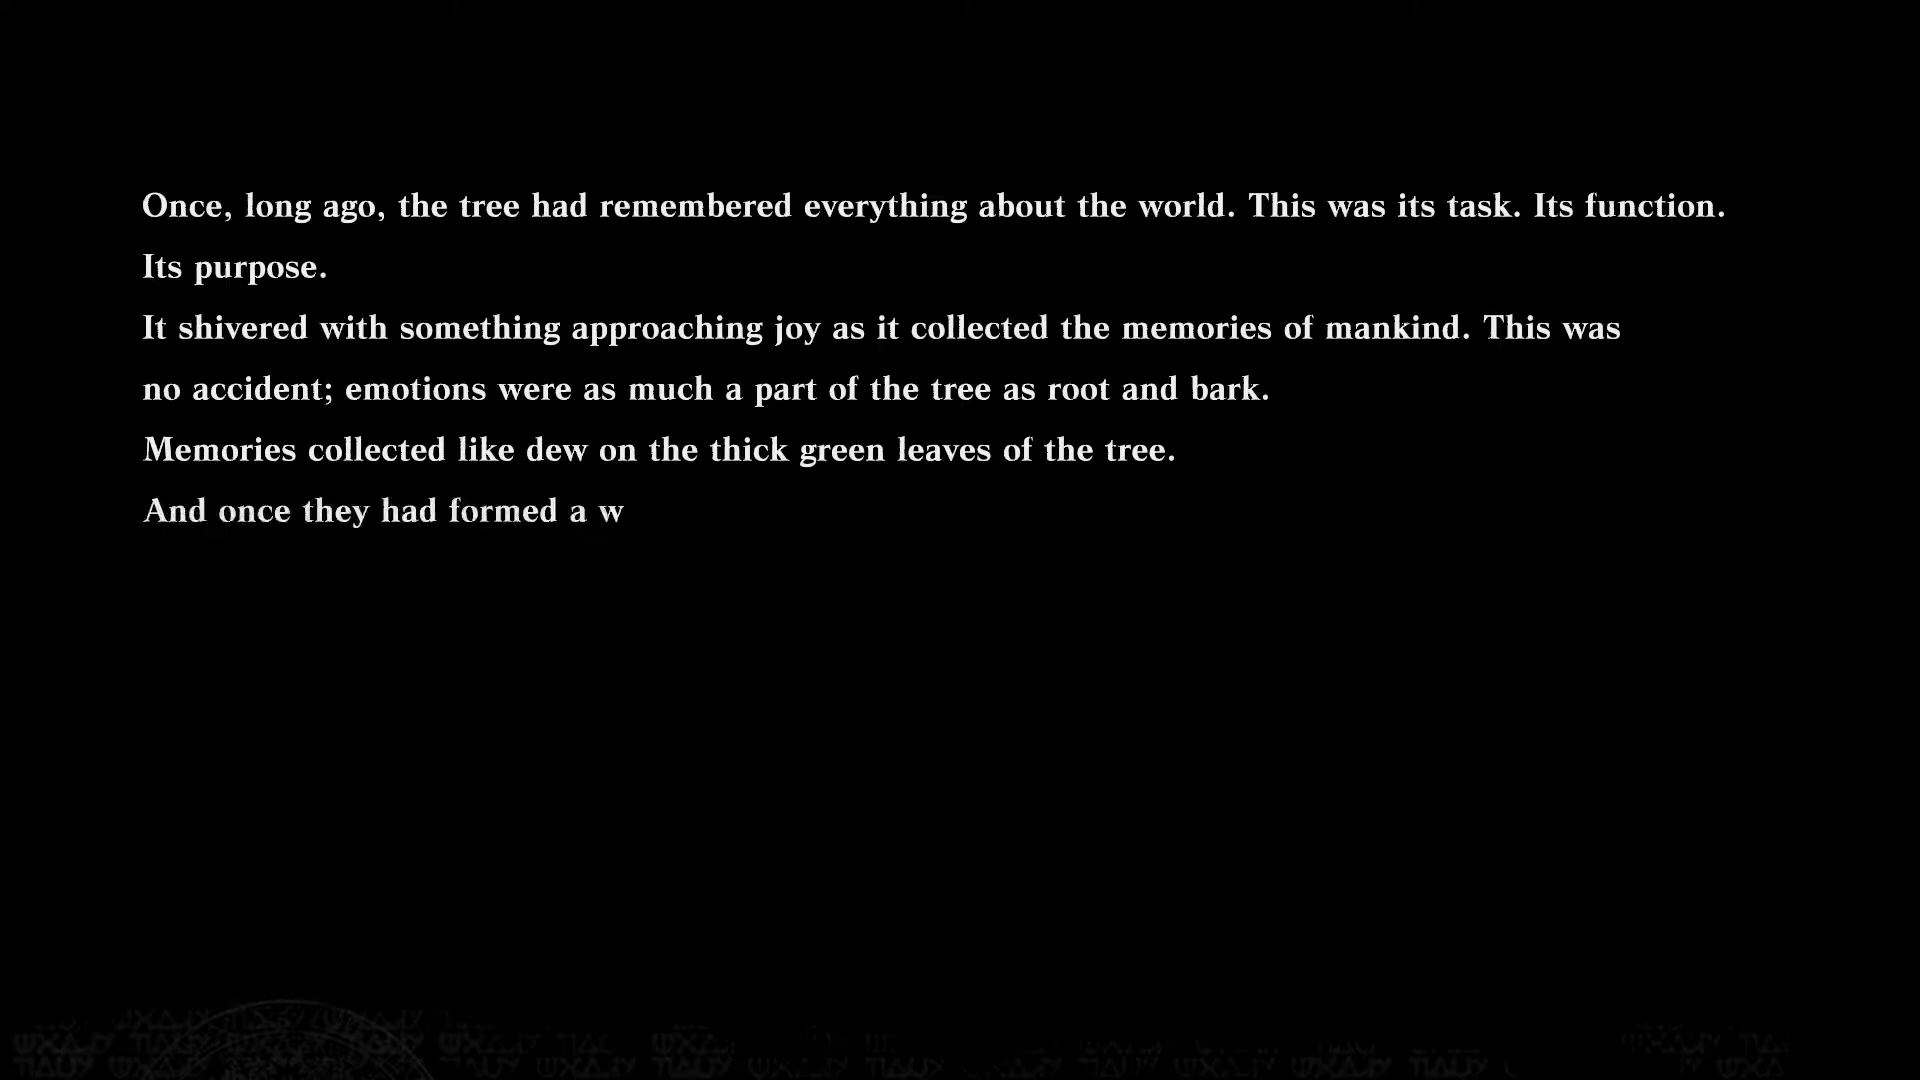 Once, long ago, the tree had remembered everything about the world. This was its task. Its function.
Its purpose.
It shivered with something approaching joy as it collected the memories of mankind. This was
no accident; emotions were as much a part of the tree as root and bark.
Memories collected like dew on the thick green leaves of the tree.
And once they had formed a w